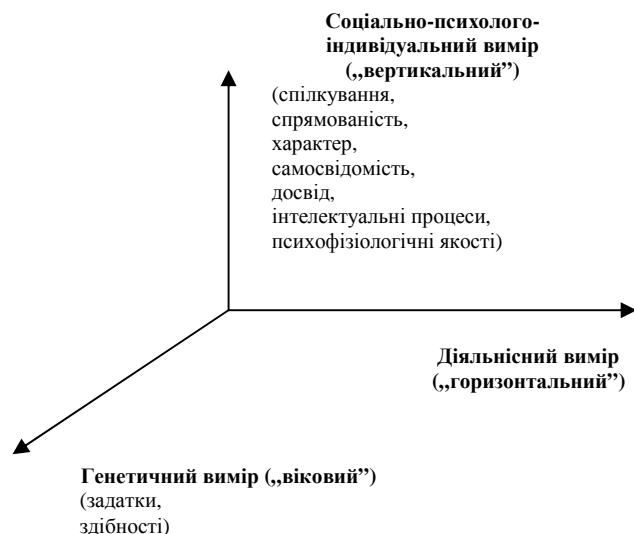 Соціально-психолого-
індивідуальний вимір
(„вертикальний”)
(спілкування,
спрямованість,
характер,
самосвідомість,
досвід,
інтелектуальні процеси,
психофізіологічні якості)
Діяльнісний вимір
(„горизонтальний”)
Генетичний вимір („віковий”)
(задатки,
здібності)